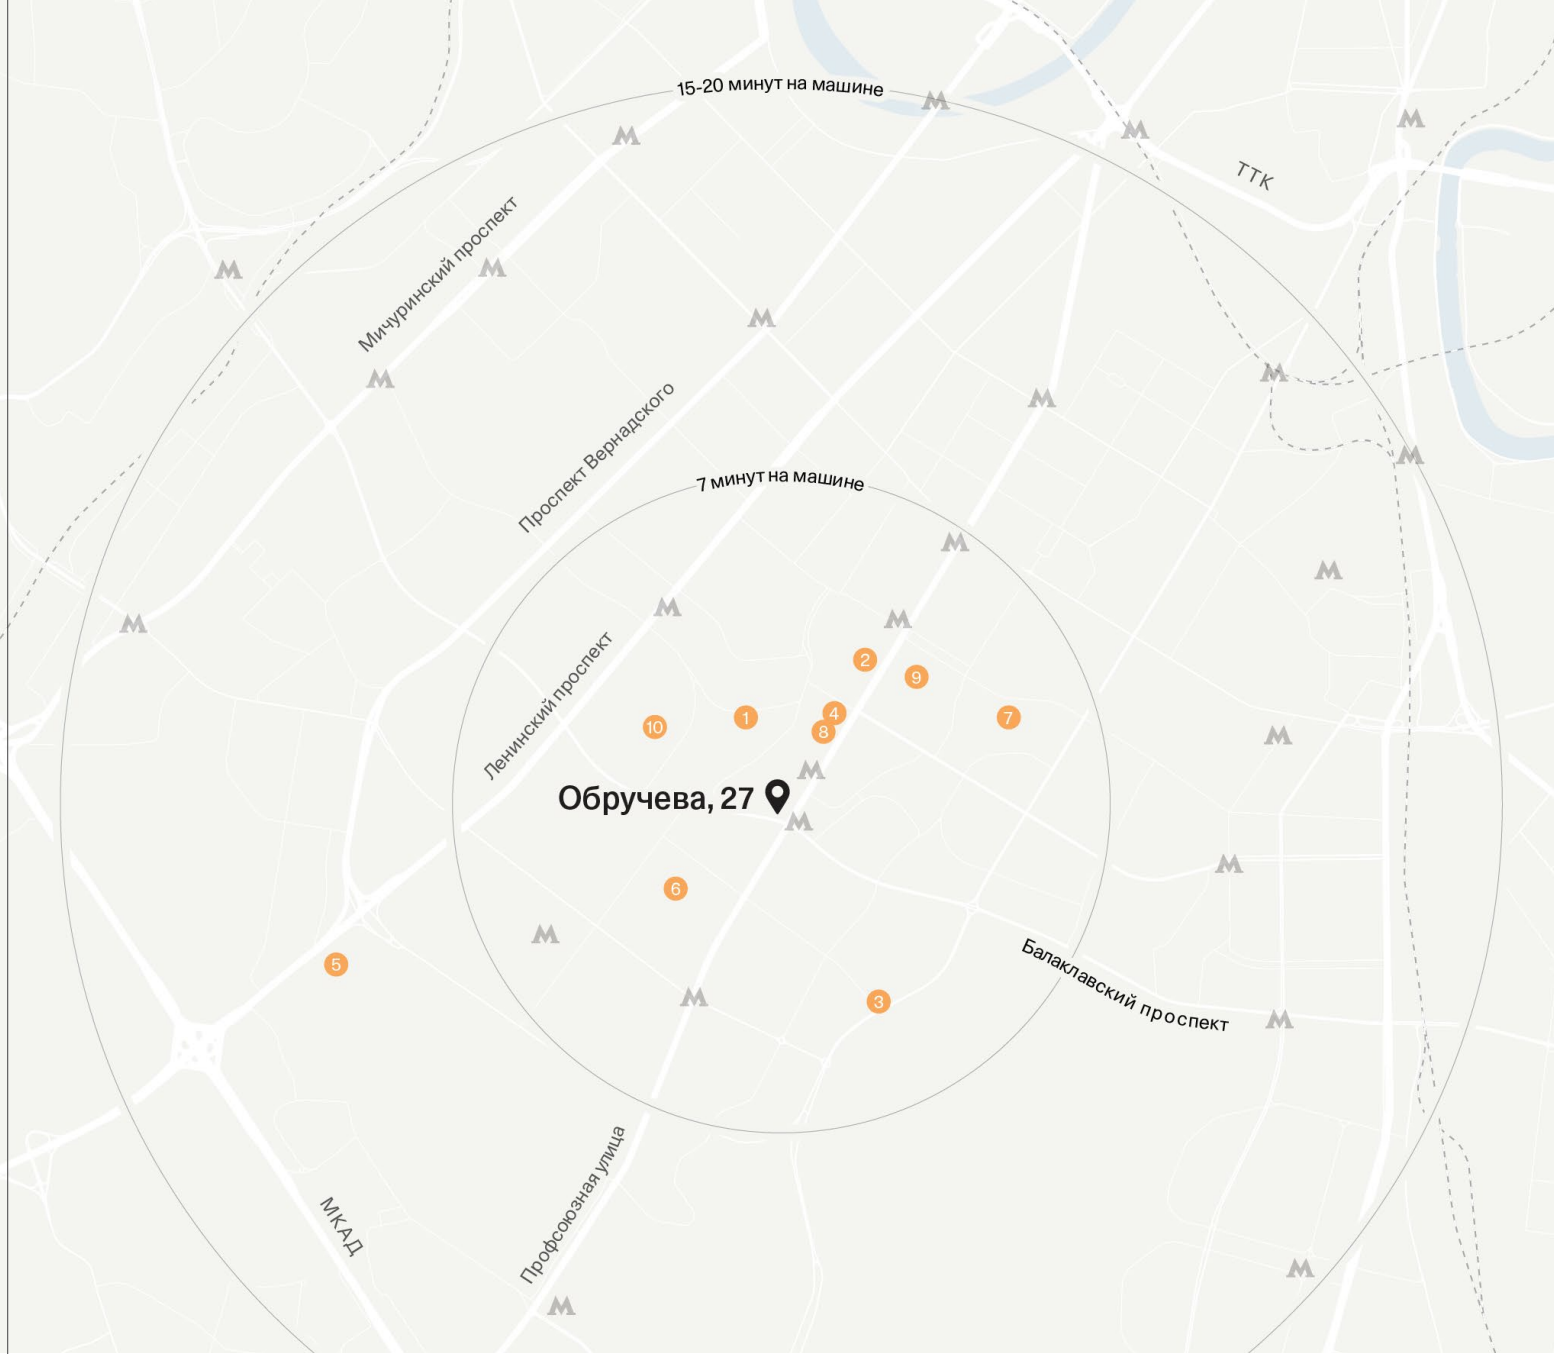 15-20 минут на машине
ТТК
Мичуринский проспект
Проспект Вернадского
7 минут на машине
Ленинский проспект
2
9
4
1
7
10
8
Обручева, 27
6
Балаклавский проспект
5
3
Профсоюзная улица
МКАД